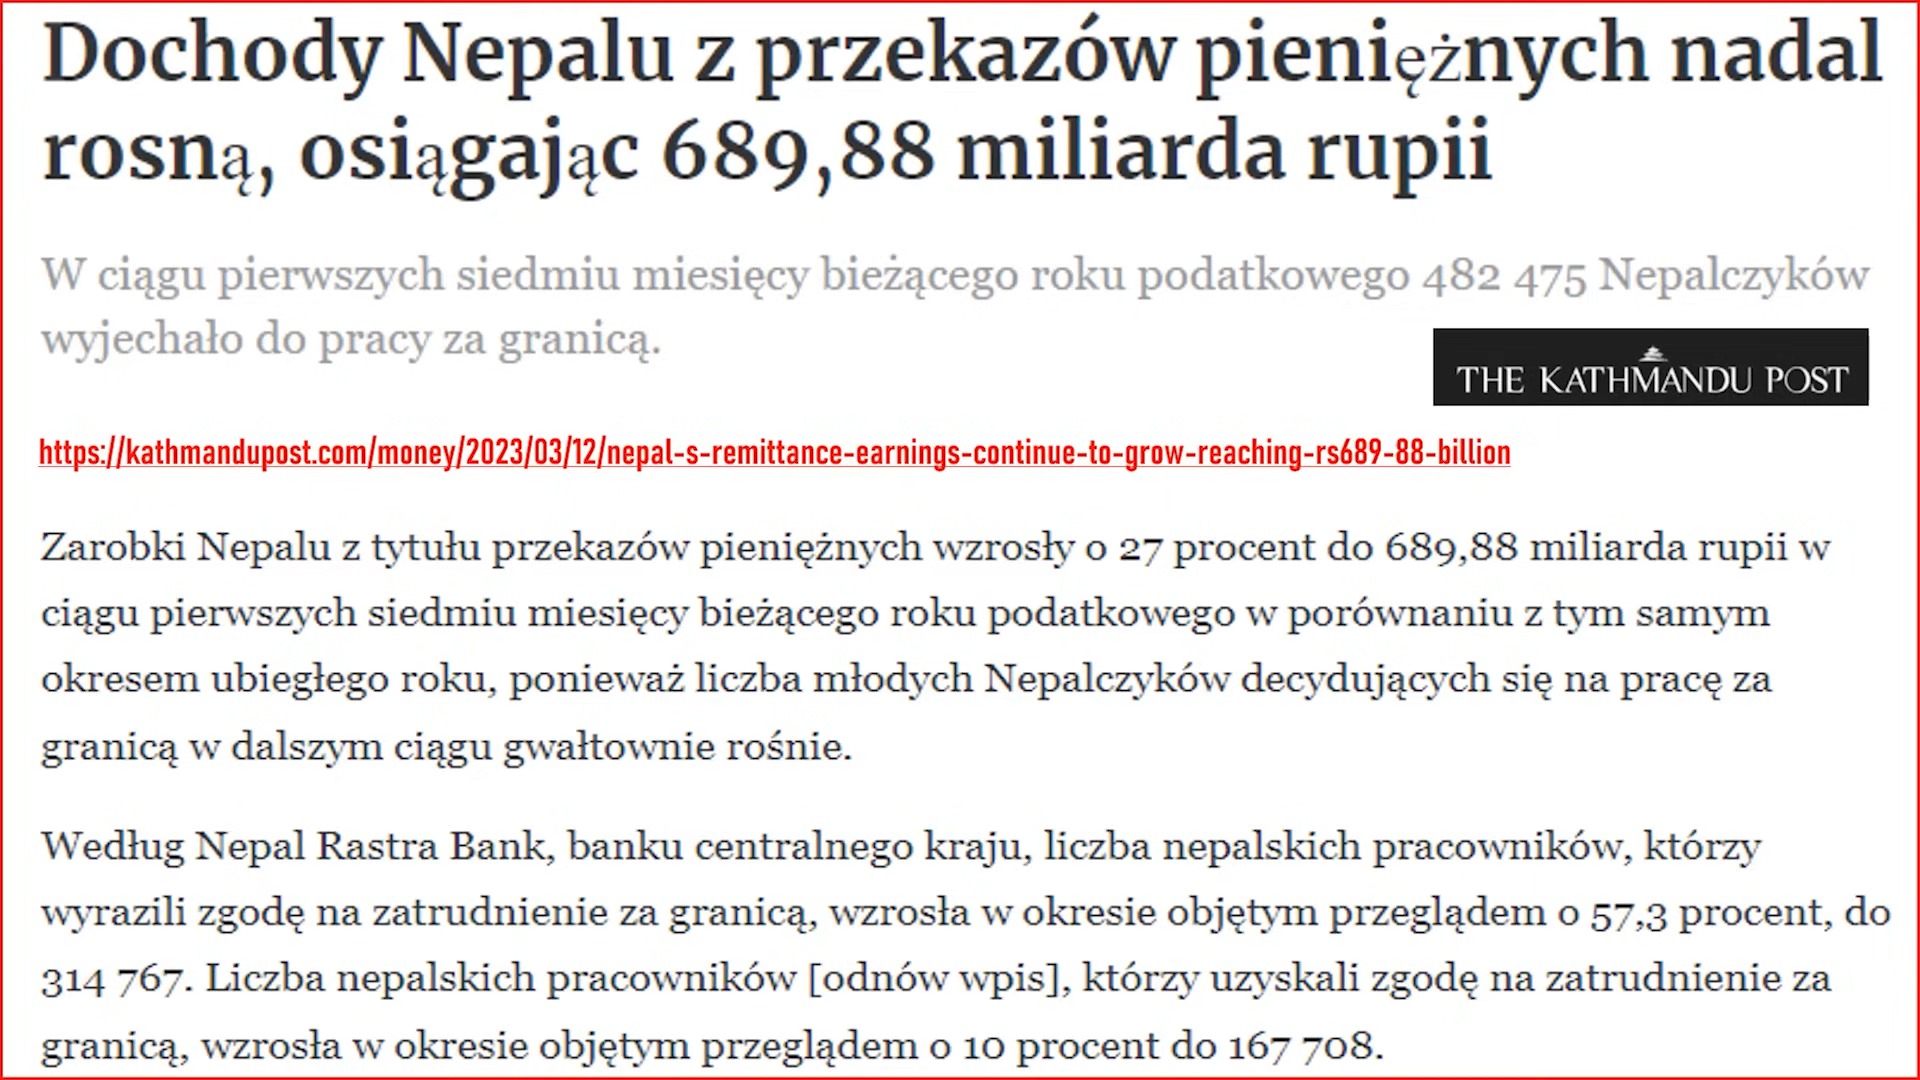 Dochody Nepalu z przekazów pieniężnych nadal
rosną, osiągając 689,88 miliarda rupii
W ciągu pierwszych siedmiu miesięcy bieżącego roku podatkowego 482 475 Nepalczyków
wyjechało do pracy za granicą.
THE KATHMANDU POST
https://kathmandupost.com/money/2023/03/12/nepal-s-remittance-earnings-continue-to-grow-reaching-rs689-88-billion
Zarobki Nepalu z tytułu przekazów pieniężnych wzrosły o 27 procent do 689,88 miliarda rupii w
ciągu pierwszych siedmiu miesięcy bieżącego roku podatkowego w porównaniu z tym samym
okresem ubiegłego roku, ponieważ liczba młodych Nepalczyków decydujących się na pracę za
granicą w dalszym ciągu gwałtownie rośnie.
Według Nepal Rastra Bank, banku centralnego kraju, liczba nepalskich pracowników, którzy
wyrazili zgodę na zatrudnienie za granicą, wzrosła w okresie objętym przeglądem o 57,3 procent, do
314 767. Liczba nepalskich pracowników [odnów wpis], którzy uzyskali zgodę na zatrudnienie za
granicą, wzrosła w okresie objętym przeglądem o 10 procent do 167 708.